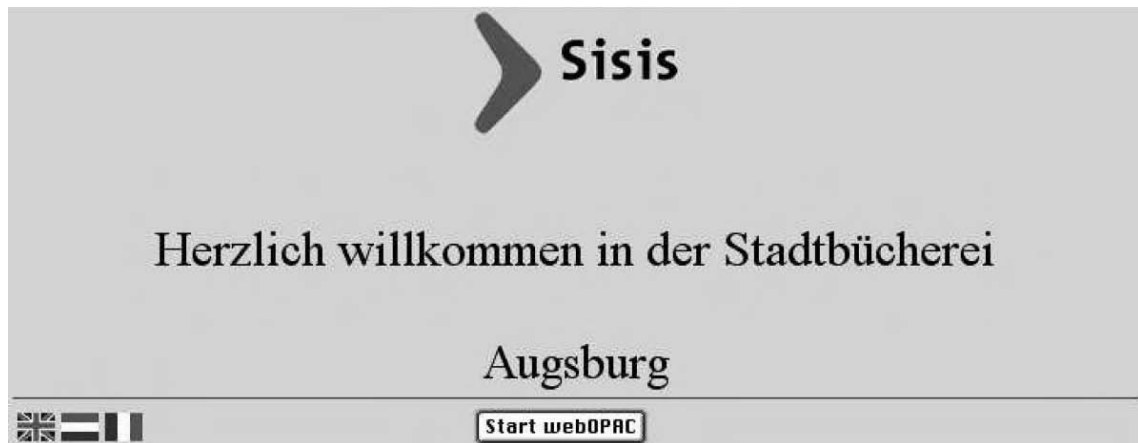 Sisis
Herzlich willkommen in der Stadtbücherei
Augsburg
Start webOPAC